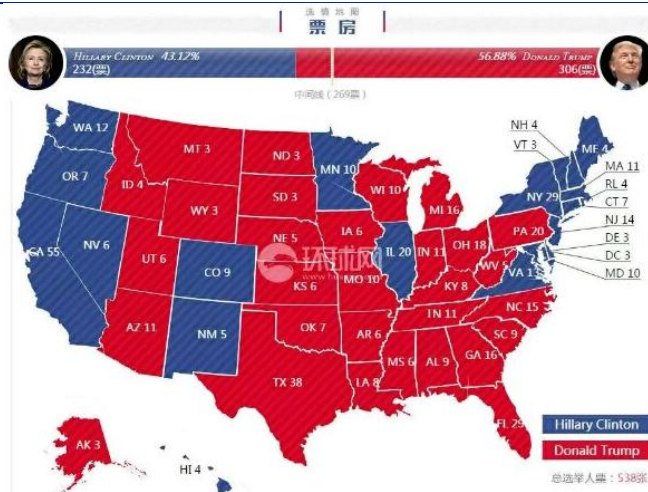 票房
HILLARY CLINTON 43.12%
56.88% DONALD TRUMP
232(票)
306(票)
中间线(269票)
WA 12
OR 7
CA 55
NV 6
ID 4
MT 3
WY 3
UT 6
AZ 11
CO 9
NM 5
ND 3
SD 3
NE 5
KS 6
OK 7
TX 38
MN 10
IA 6
MO 10
AR 6
LA 8
WI 10
IL 20
MI 16
IN 11
OH 18
KY 8
TN 11
MS 6
AL 9
GA 16
FL 29
SC 9
NC 15
VA 13
WV 5
PA 20
NY 29
ME 4
NH 4
VT 3
MA 11
RL 4
CT 7
NJ 14
DE 3
DC 3
MD 10
AK 3
HI 4
环球网
Hillary Clinton
Donald Trump
总选举人票:538张